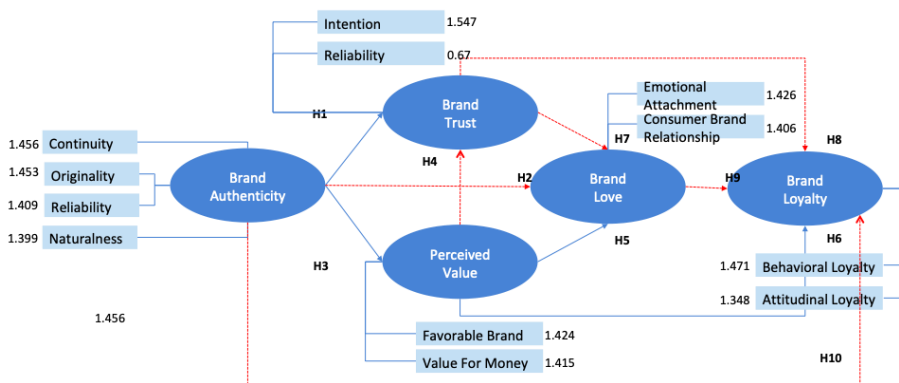 Intention 1.547
Reliability 0.67
H1
Brand
Trust
Emotional
Attachment 1.426
Consumer Brand
Relationship 1.406
H7
H8
1.456 Continuity
1.453 Originality
1.409 Reliability
1.399 Naturalness
Brand
Authenticity
H4
H2
Brand
Love
H9
Brand
Loyalty
H3
Perceived
Value
H5
H6
1.471 Behavioral Loyalty
1.348 Attitudinal Loyalty
1.456
Favorable Brand 1.424
Value For Money 1.415
H10